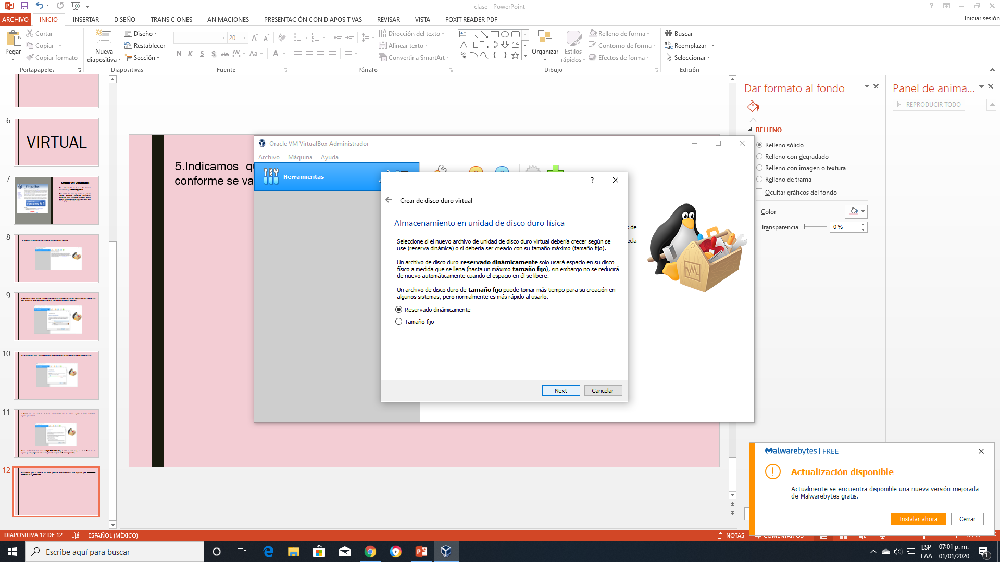 clase - PowerPoint
ARCHIVO INICIO INSERTAR DISEÑO TRANSICIONES ANIMACIONES PRESENTACIÓN CON DIAPOSITIVAS REVISAR VISTA FOXIT READER PDF
Iniciar sesión
Pegar
Cortar
Copiar
Copiar formato
Portapapeles
Nueva diapositiva
Diseño
Restablecer
Sección
Diapositivas
20
N K S S abc AV Aa A
Fuente
Dirección del texto
Alinear texto
Convertir a SmartArt
Párrafo
Organizar
Estilos rápidos
Relleno de forma
Contorno de forma
Efectos de forma
Dibujo
Buscar
Reemplazar
Seleccionar
Edición
6
VIRTUAL
7
Oracle VM VirtualBox
VirtualBox
8
9
10
11
12
5.Indicamos
conforme se
Oracle VM VirtualBox Administrador
Archivo Máquina Ayuda
Herramientas
s de
ecla
?
Crear de disco duro virtual
Almacenamiento en unidad de disco duro física
Seleccione si el nuevo archivo de unidad de disco duro virtual debería crecer según se
use (reserva dinámica) o si debería ser creado con su tamaño máximo (tamaño fijo).
Un archivo de disco duro reservado dinámicamente solo usará espacio en su disco
físico a medida que se llena (hasta un máximo tamaño fijo), sin embargo no se reducirá
de nuevo automáticamente cuando el espacio en él se libere.
Un archivo de disco duro de tamaño fijo puede tomar más tiempo para su creación en
algunos sistemas, pero normalmente es más rápido al usarlo.
Reservado dinámicamente
Tamaño fijo
Next Cancelar
Dar formato al fondo
RELLENO
Relleno sólido
Relleno con degradado
Relleno con imagen o textura
Relleno de trama
Ocultar gráficos del fondo
Color
Transparencia 0 %
Panel de anima...
REPRODUCIR TODO
Malwarebytes | FREE
Actualización disponible
Actualmente se encuentra disponible una nueva versión mejorada
de Malwarebytes gratis.
Instalar ahora Cerrar
DIAPOSITIVA 12 DE 12 ESPAÑOL (MÉXICO)
NOTAS COMENTARIOS
Escribe aquí para buscar
ESP
LAA
07:01 p. m.
01/01/2020
1